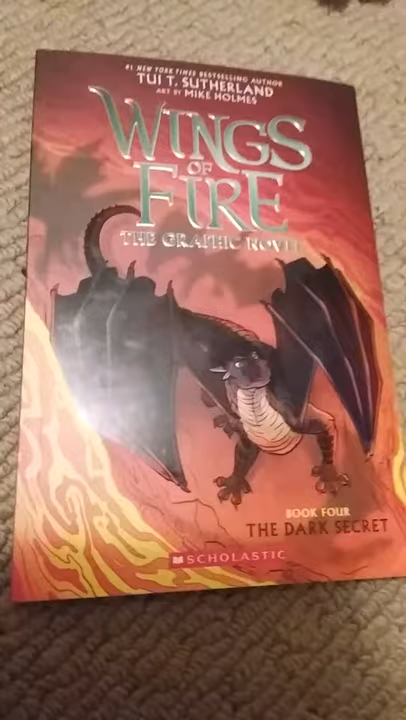 #1 NEW YORK TIMES BESTSELLING AUTHOR
TUI T. SUTHERLAND
ART BY MIKE HOLMES
WINGS
OF
FIRE
THE GRAPHIC NOVEL
BOOK FOUR
THE DARK SECRET
SCHOLASTIC